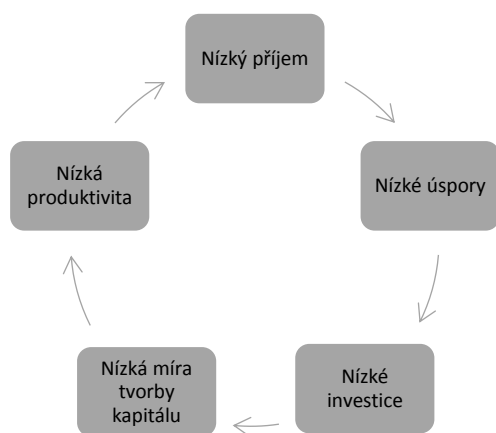 Nízký příjem
Nízké úspory
Nízké
investice
Nízká míra
tvorby
kapitálu
Nízká
produktivita